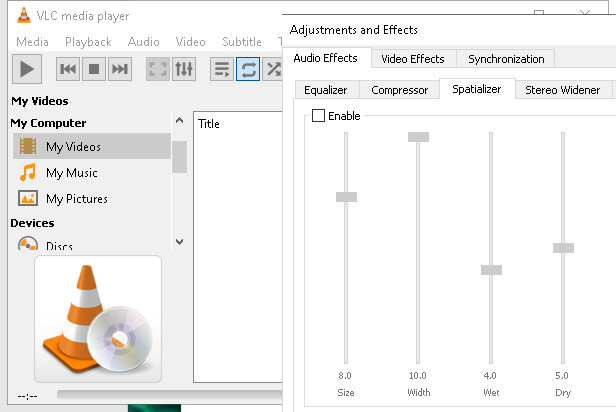 VLC media player
Media Playback Audio Video Subtitle
My Videos
My Computer
My Videos
My Music
My Pictures
Devices
Discs
Title
--:--
Adjustments and Effects
Audio Effects Video Effects Synchronization
Equalizer Compressor Spatializer Stereo Widener
Enable
8.0 10.0 4.0 5.0
Size Width Wet Dry